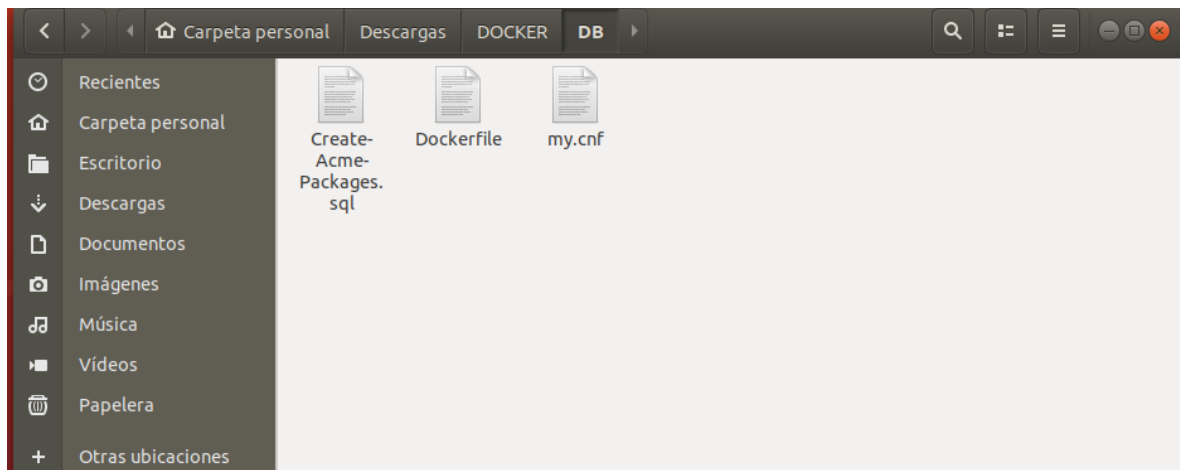 Carpeta personal Descargas DOCKER DB
Recientes
Carpeta personal
Escritorio
Descargas
Documentos
Imágenes
Música
Vídeos
Papelera
Otras ubicaciones
Create-
Acme-
Packages.
sql
Dockerfile
my.cnf